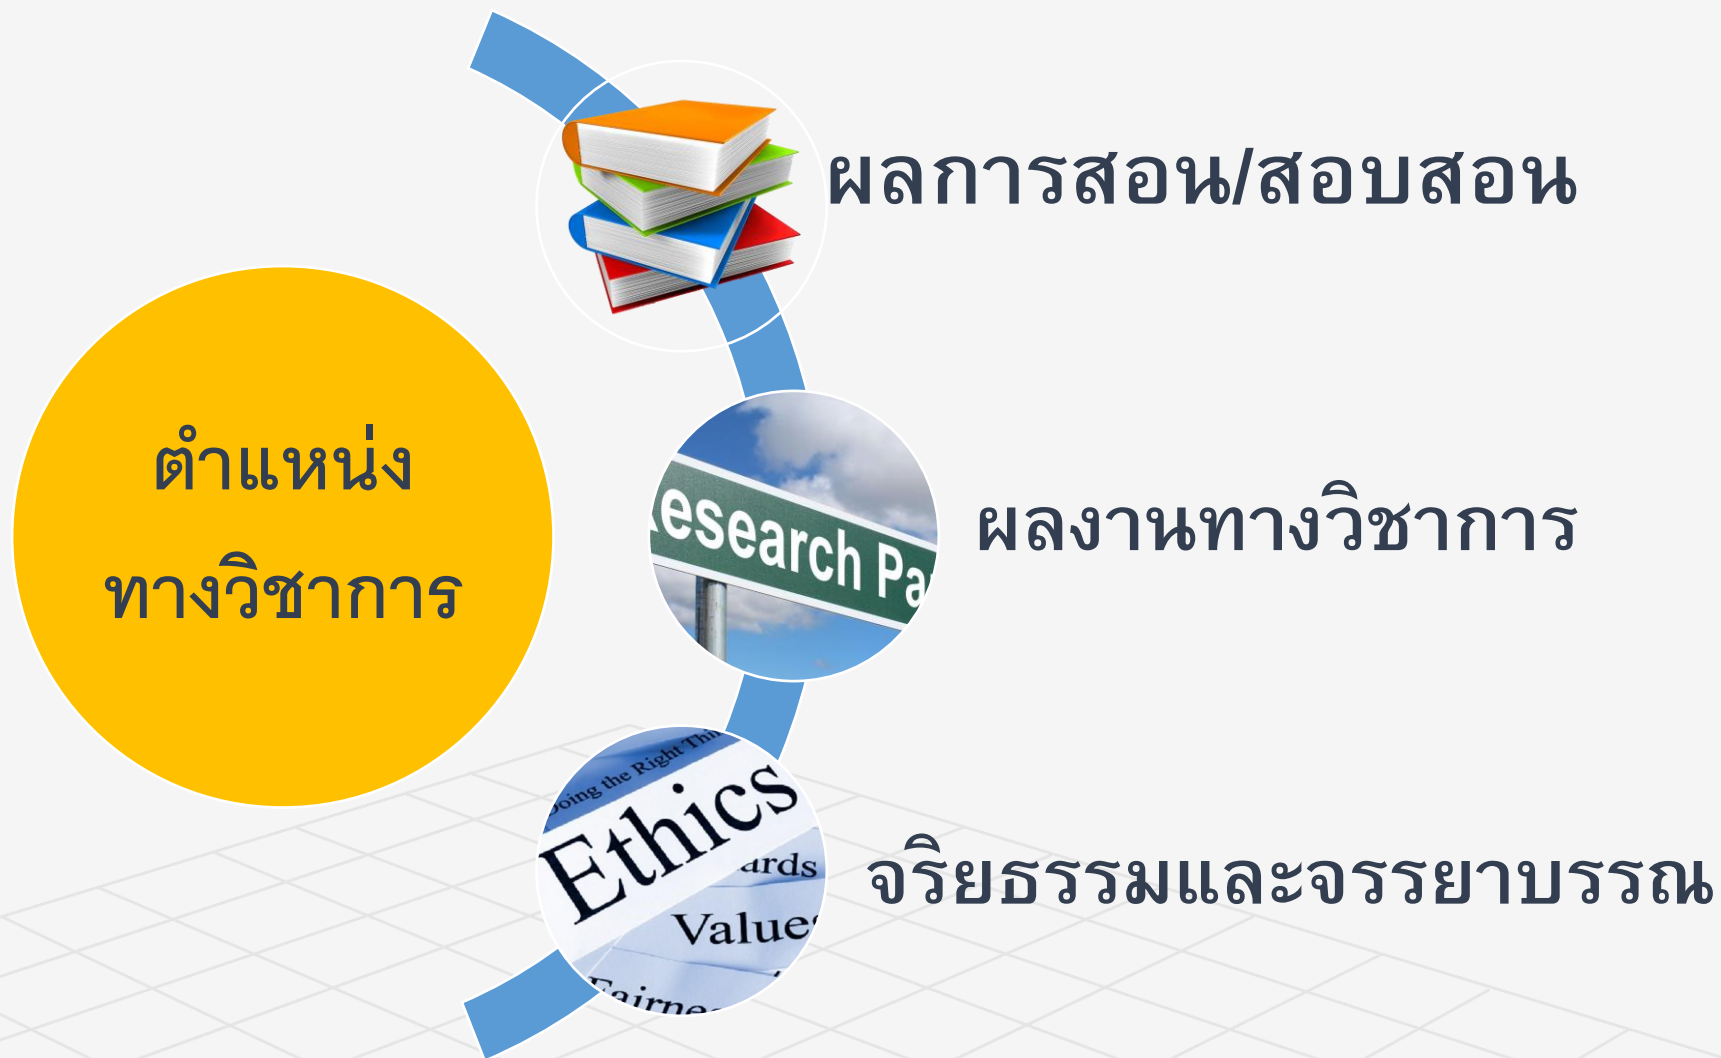 ผลการสอน/สอบสอน
ตำแหน่ง
ทางวิชาการ
esearch Pa
ผลงานทางวิชาการ
Doing the Right Thin
Ethics
ards
Values
Fairne
จริยธรรมและจรรยาบรรณ